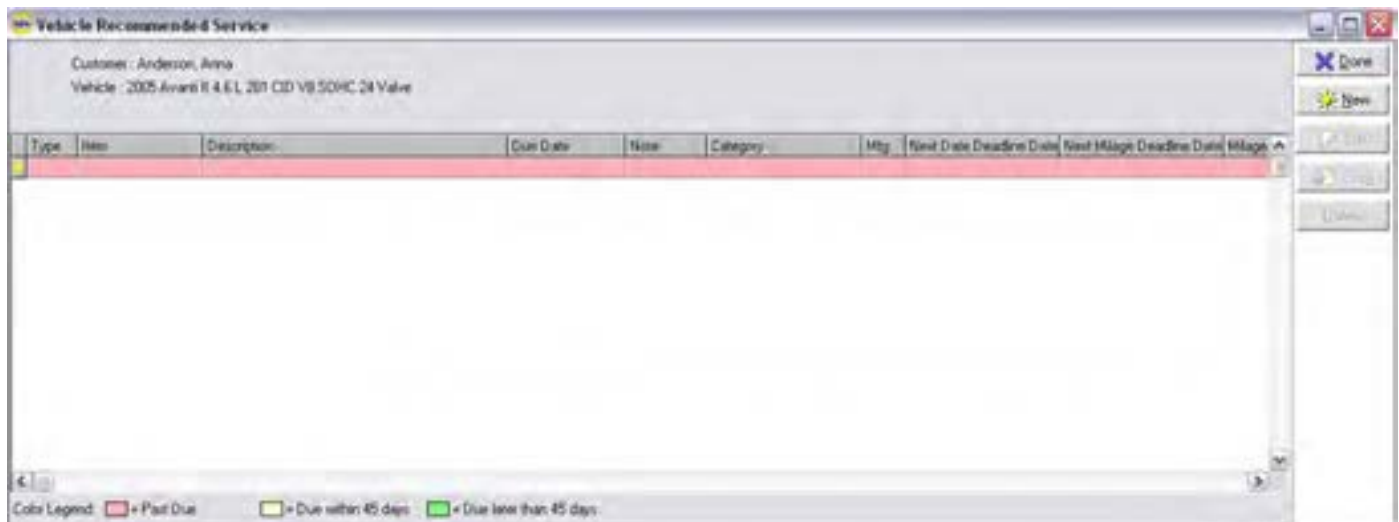 Vehicle Recommended Service
Customer : Anderson, Anna
Vehicle : 2005 Avanti II 4.6 L 281 CID V8 SOHC 24 Valve
Done
New
Type Item Description Due Date Note Category Mfg Next Date Deadline Date Next Milage Deadline Date Milage
Color Legend: = Past Due = Due within 45 days = Due later than 45 days